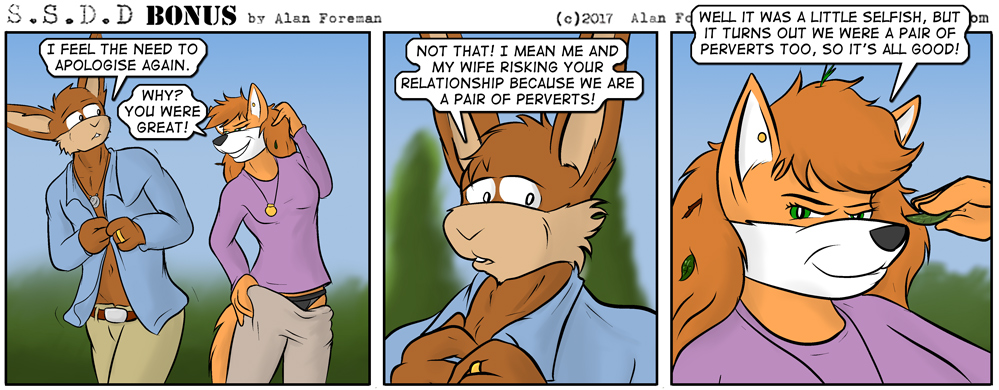 S.S.D.D BONUS by Alan Foreman (c)2017 Alan
I FEEL THE NEED TO
APOLOGISE AGAIN.
WHY?
YOU WERE
GREAT!
NOT THAT! I MEAN ME AND
MY WIFE RISKING YOUR
RELATIONSHIP BECAUSE WE ARE
A PAIR OF PERVERTS!
WELL IT WAS A LITTLE SELFISH, BUT
IT TURNS OUT WE WERE A PAIR OF
PERVERTS TOO, SO IT'S ALL GOOD!